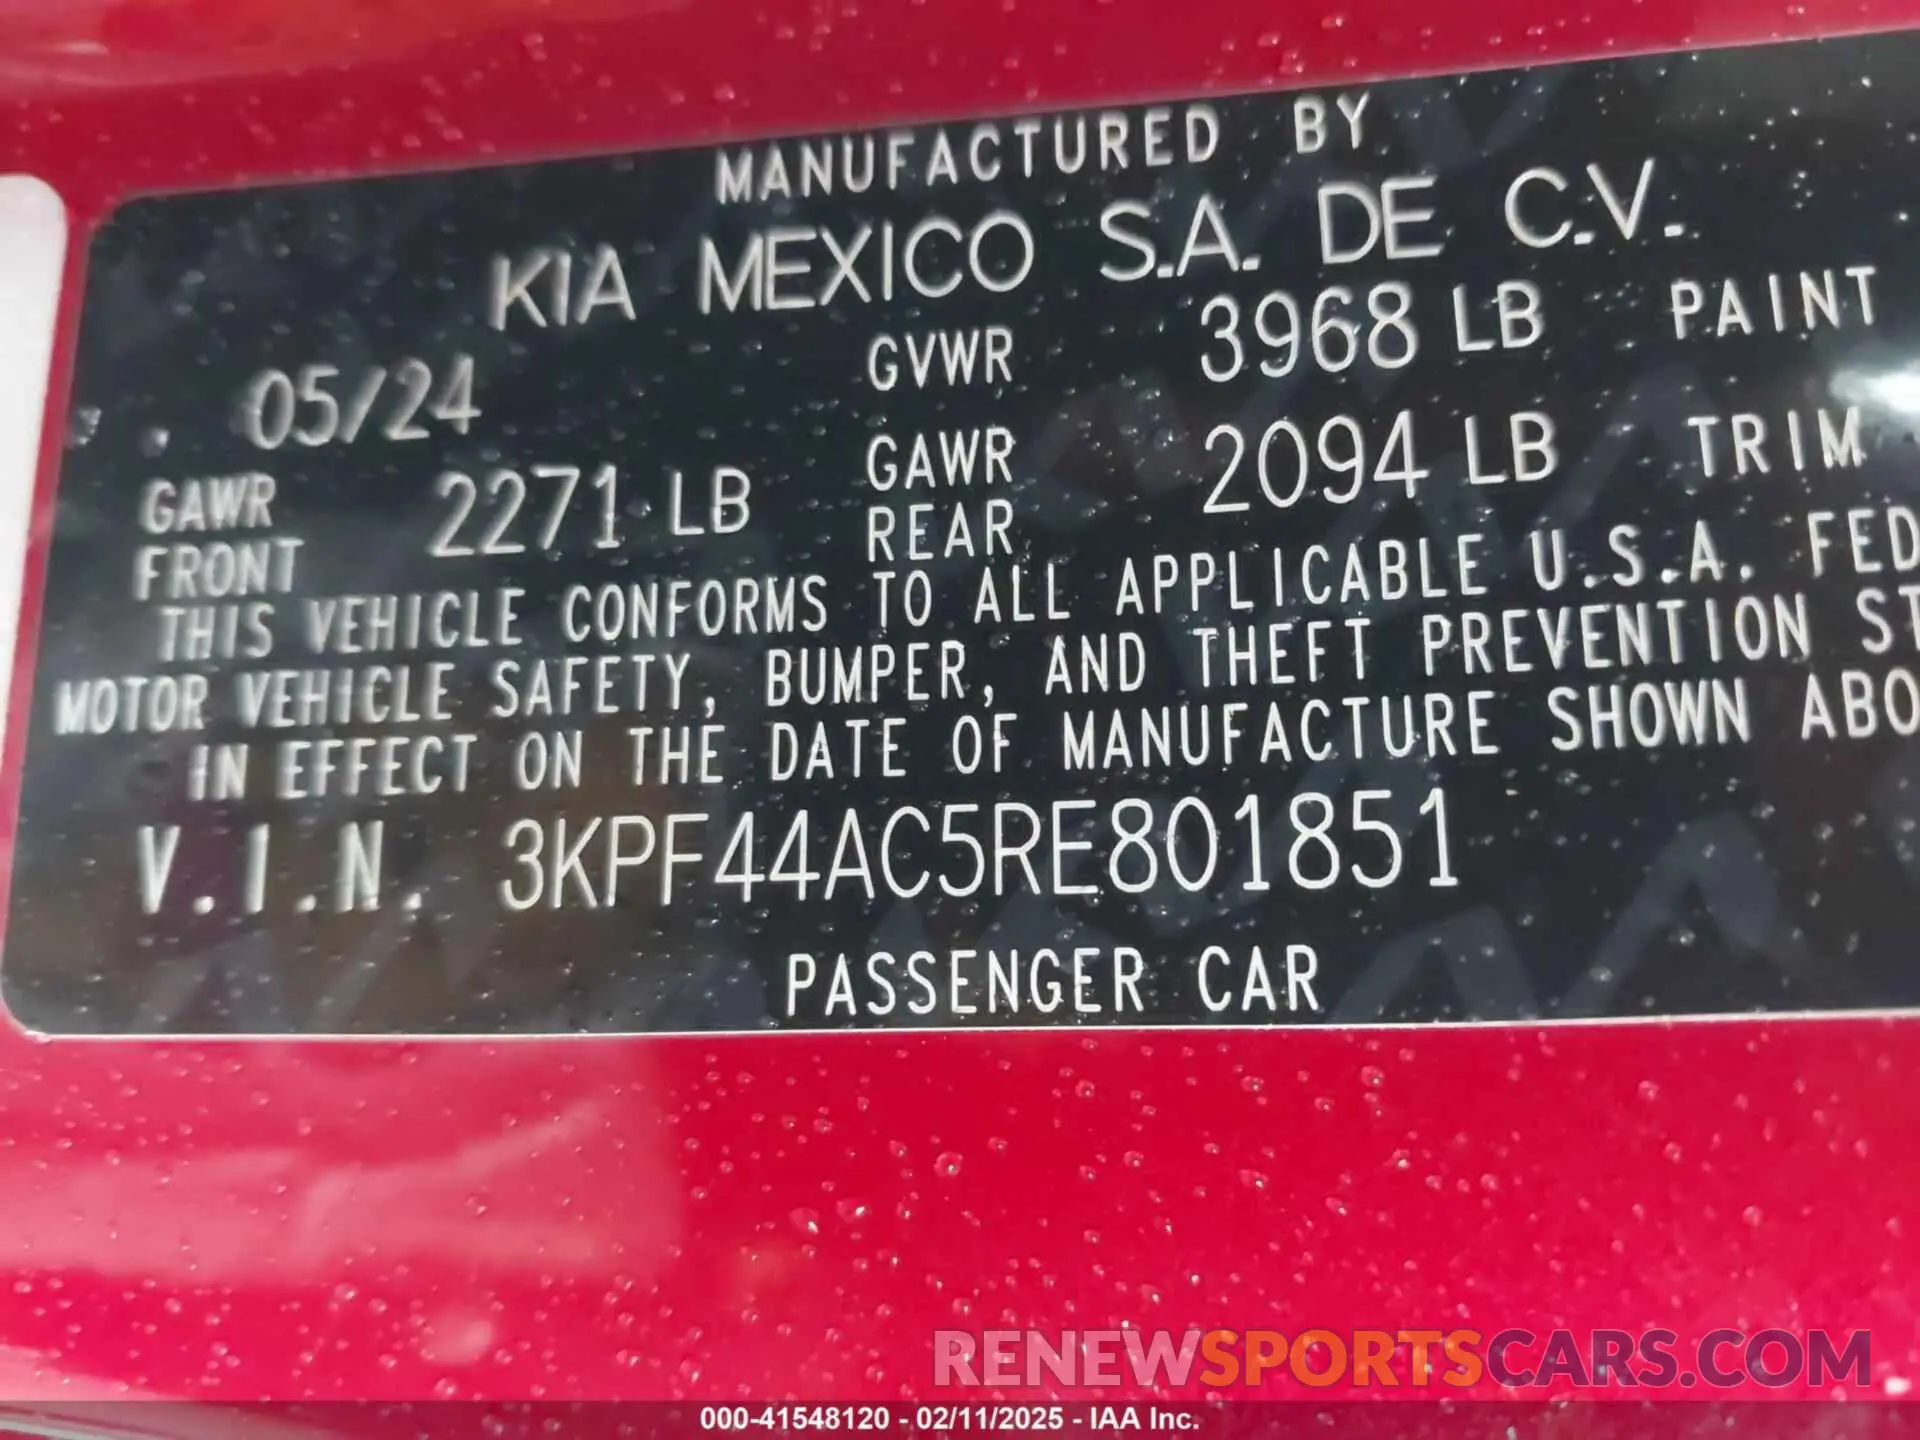 MANUFACTURED BY
KIA MEXICO S.A. DE C.V.
05/24 GVWR 3968 LB PAINT
GAWR FRONT 2271 LB GAWR REAR 2094 LB TRIM
THIS VEHICLE CONFORMS TO ALL APPLICABLE U.S.A. FED
MOTOR VEHICLE SAFETY, BUMPER, AND THEFT PREVENTION ST
IN EFFECT ON THE DATE OF MANUFACTURE SHOWN ABO
V.I.N. 3KPF44AC5RE801851
PASSENGER CAR
RENEWSPORTSCARS.COM
000-41548120 - 02/11/2025 - IAA Inc.